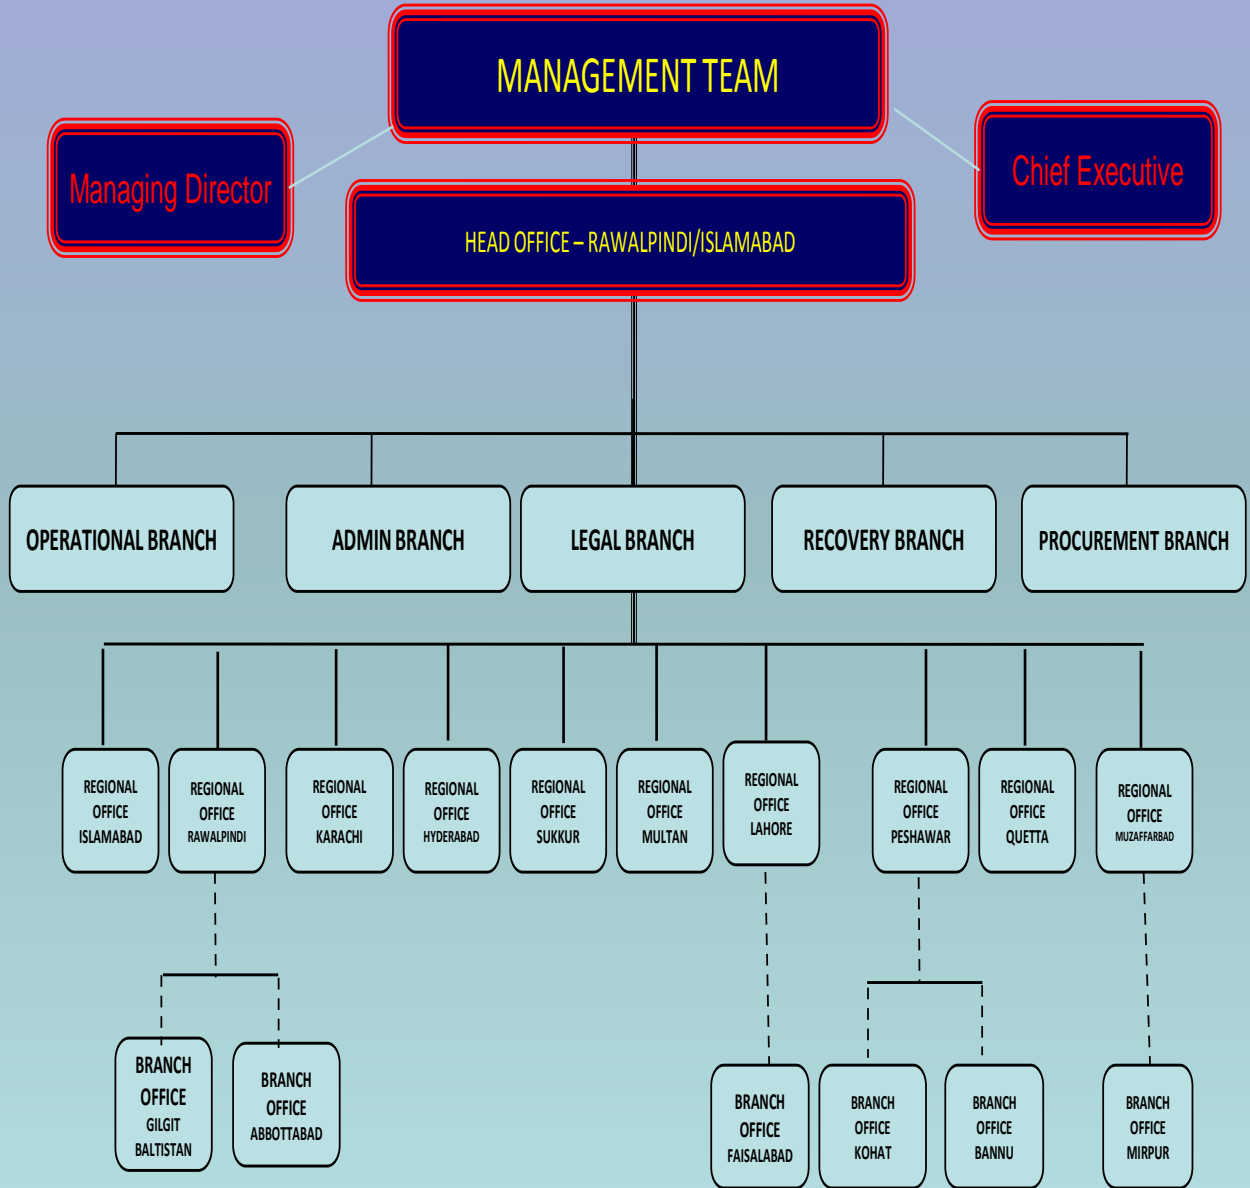 MANAGEMENT TEAM
Managing Director
Chief Executive
HEAD OFFICE – RAWALPINDI/ISLAMABAD
OPERATIONAL BRANCH
ADMIN BRANCH
LEGAL BRANCH
RECOVERY BRANCH
PROCUREMENT BRANCH
REGIONAL
OFFICE
ISLAMABAD
REGIONAL
OFFICE
RAWALPINDI
REGIONAL
OFFICE
KARACHI
REGIONAL
OFFICE
HYDERABAD
REGIONAL
OFFICE
SUKKUR
REGIONAL
OFFICE
MULTAN
REGIONAL
OFFICE
LAHORE
REGIONAL
OFFICE
PESHAWAR
REGIONAL
OFFICE
QUETTA
REGIONAL
OFFICE
MUZAFFARBAD
BRANCH
OFFICE
GILGIT
BALTISTAN
BRANCH
OFFICE
ABBOTTABAD
BRANCH
OFFICE
FAISALABAD
BRANCH
OFFICE
KOHAT
BRANCH
OFFICE
BANNU
BRANCH
OFFICE
MIRPUR